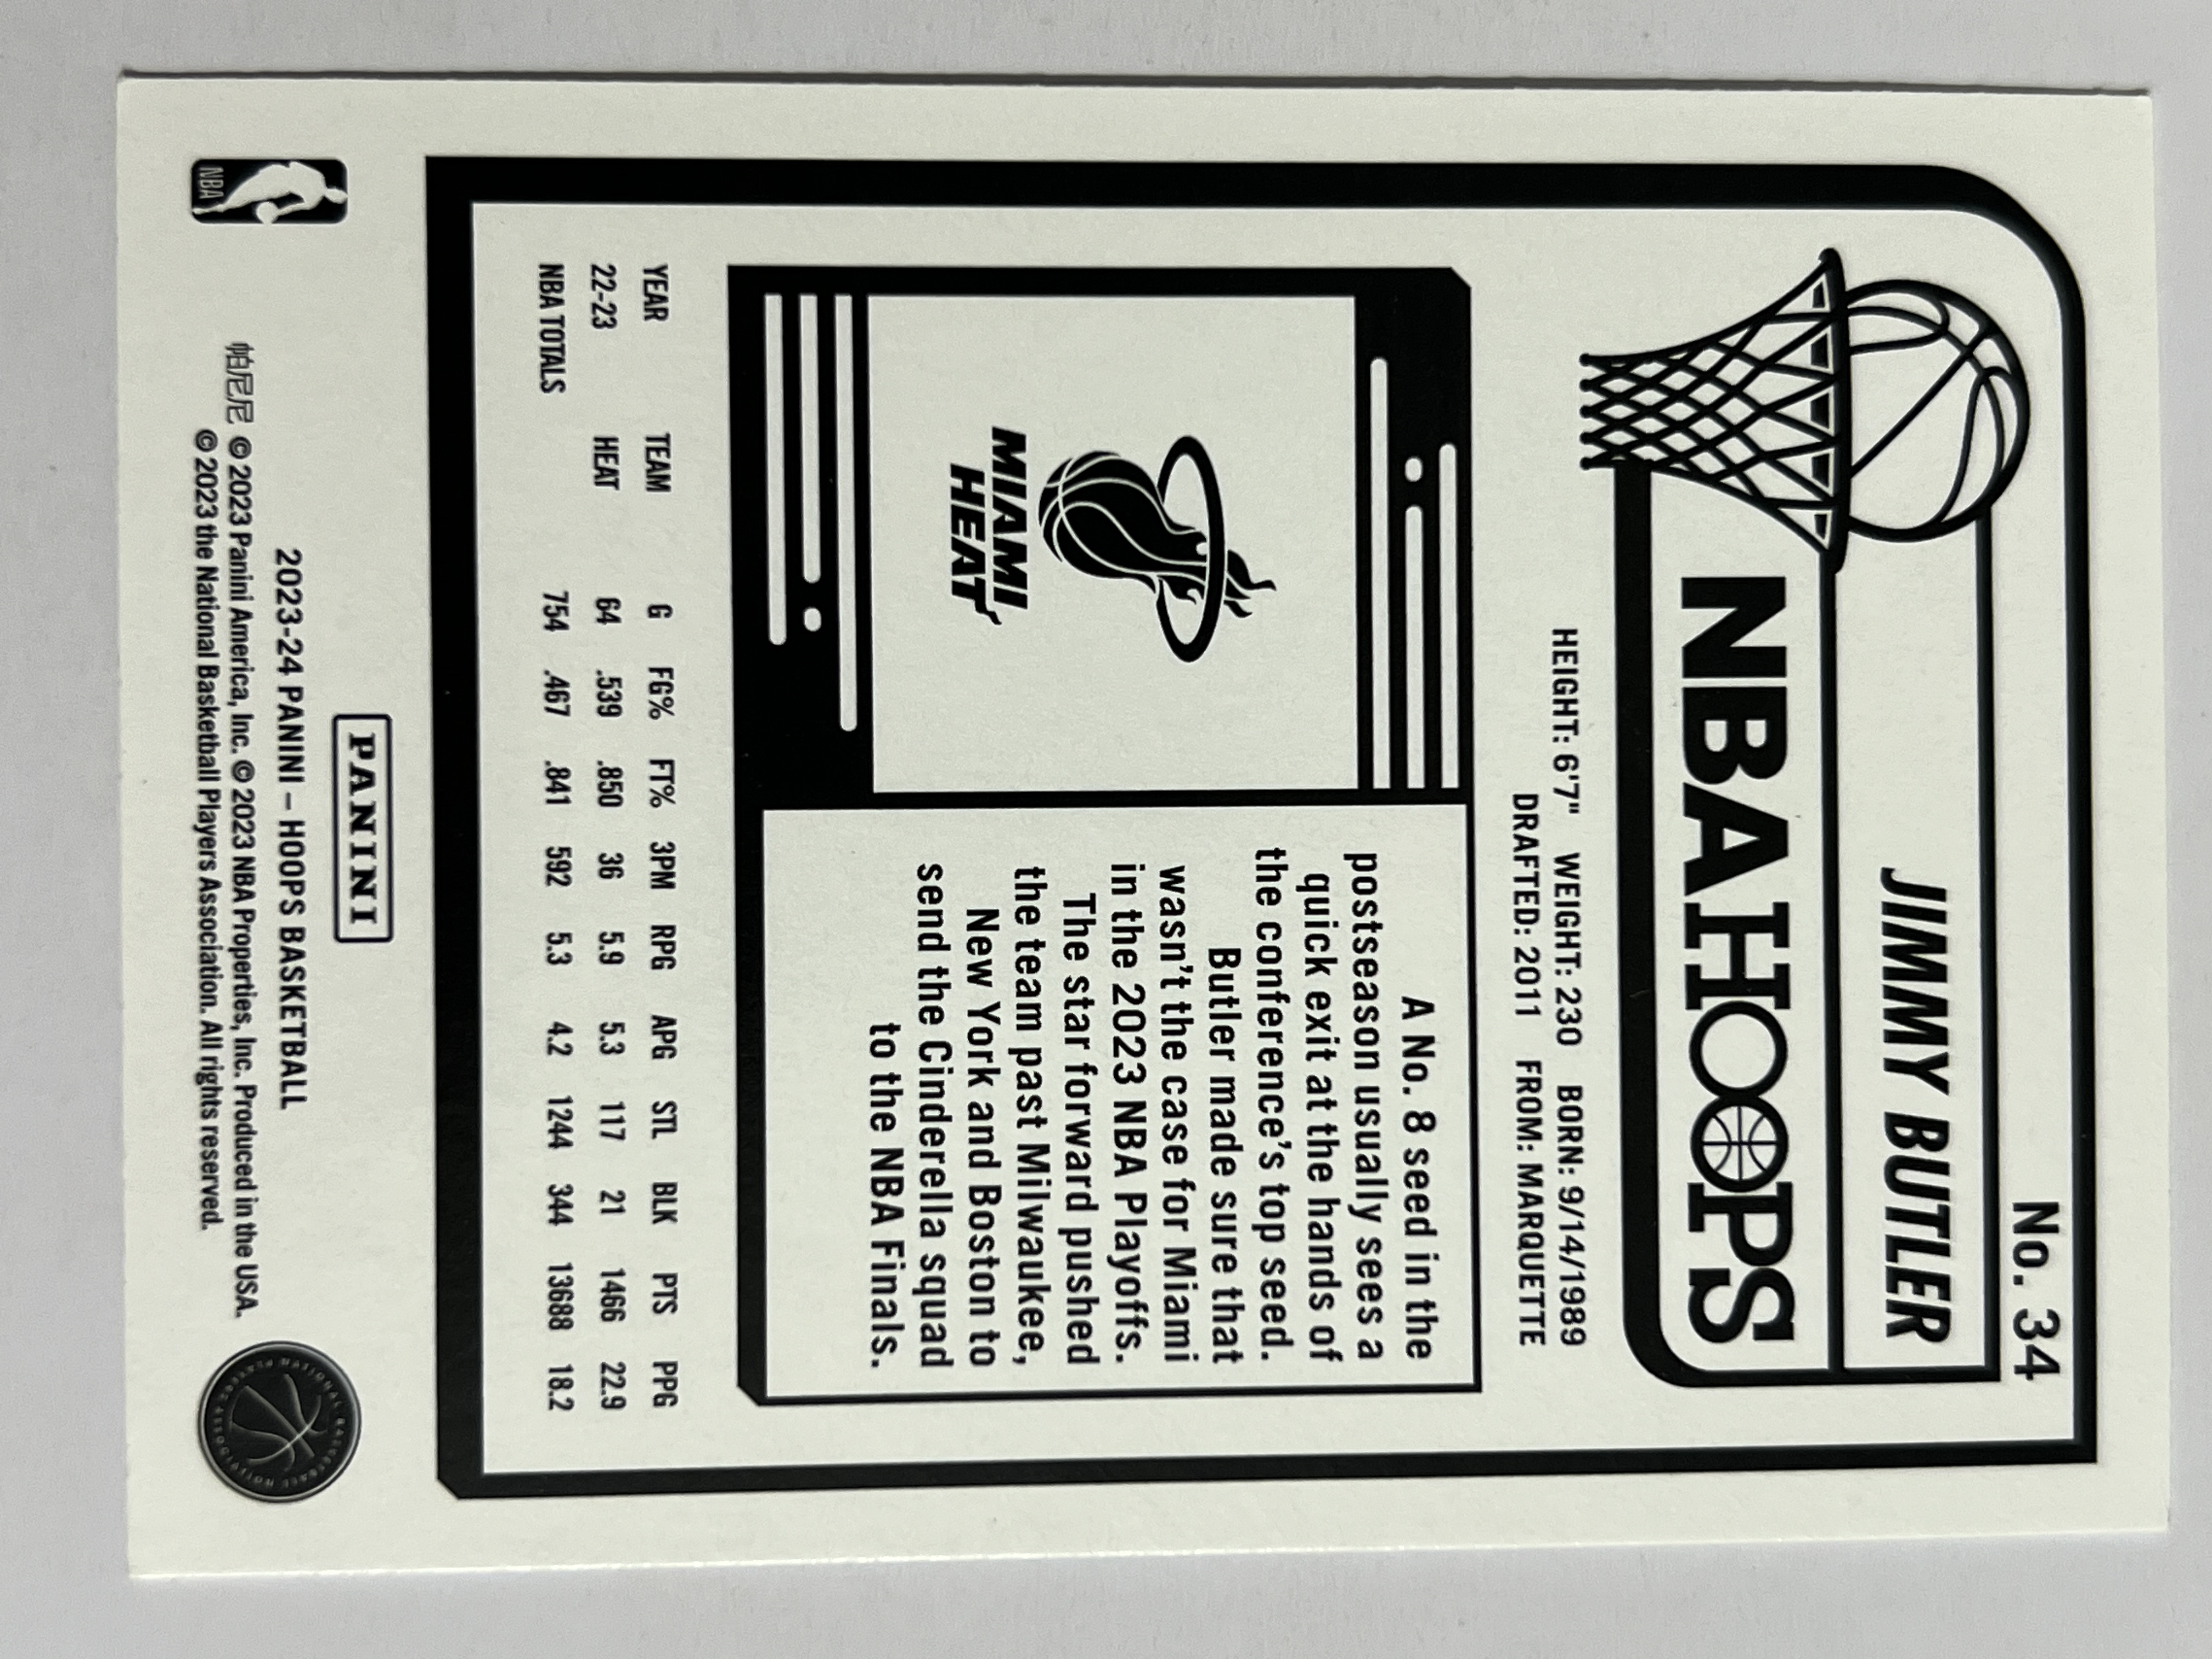 No. 34
JIMMY BUTLER
NBA HOOPS
HEIGHT: 6'7" WEIGHT: 230 BORN: 9/14/1989
DRAFTED: 2011 FROM: MARQUETTE
MIAMI
HEAT
A No. 8 seed in the
postseason usually sees a
quick exit at the hands of
the conference's top seed.
Butler made sure that
wasn't the case for Miami
in the 2023 NBA Playoffs.
The star forward pushed
the team past Milwaukee,
New York and Boston to
send the Cinderella squad
to the NBA Finals.
YEAR TEAM G FG% FT% 3PM RPG APG STL BLK PTS PPG
22-23 HEAT 64 .539 .850 36 5.9 5.3 117 21 1466 22.9
NBA TOTALS 754 .467 .841 592 5.3 4.2 1244 344 13688 18.2
PANINI
2023-24 PANINI – HOOPS BASKETBALL
帕尼尼 © 2023 Panini America, Inc. © 2023 NBA Properties, Inc. Produced in the USA.
© 2023 the National Basketball Players Association. All rights reserved.
NBA
NATIONAL BASKETBALL PLAYERS ASSOCIATION